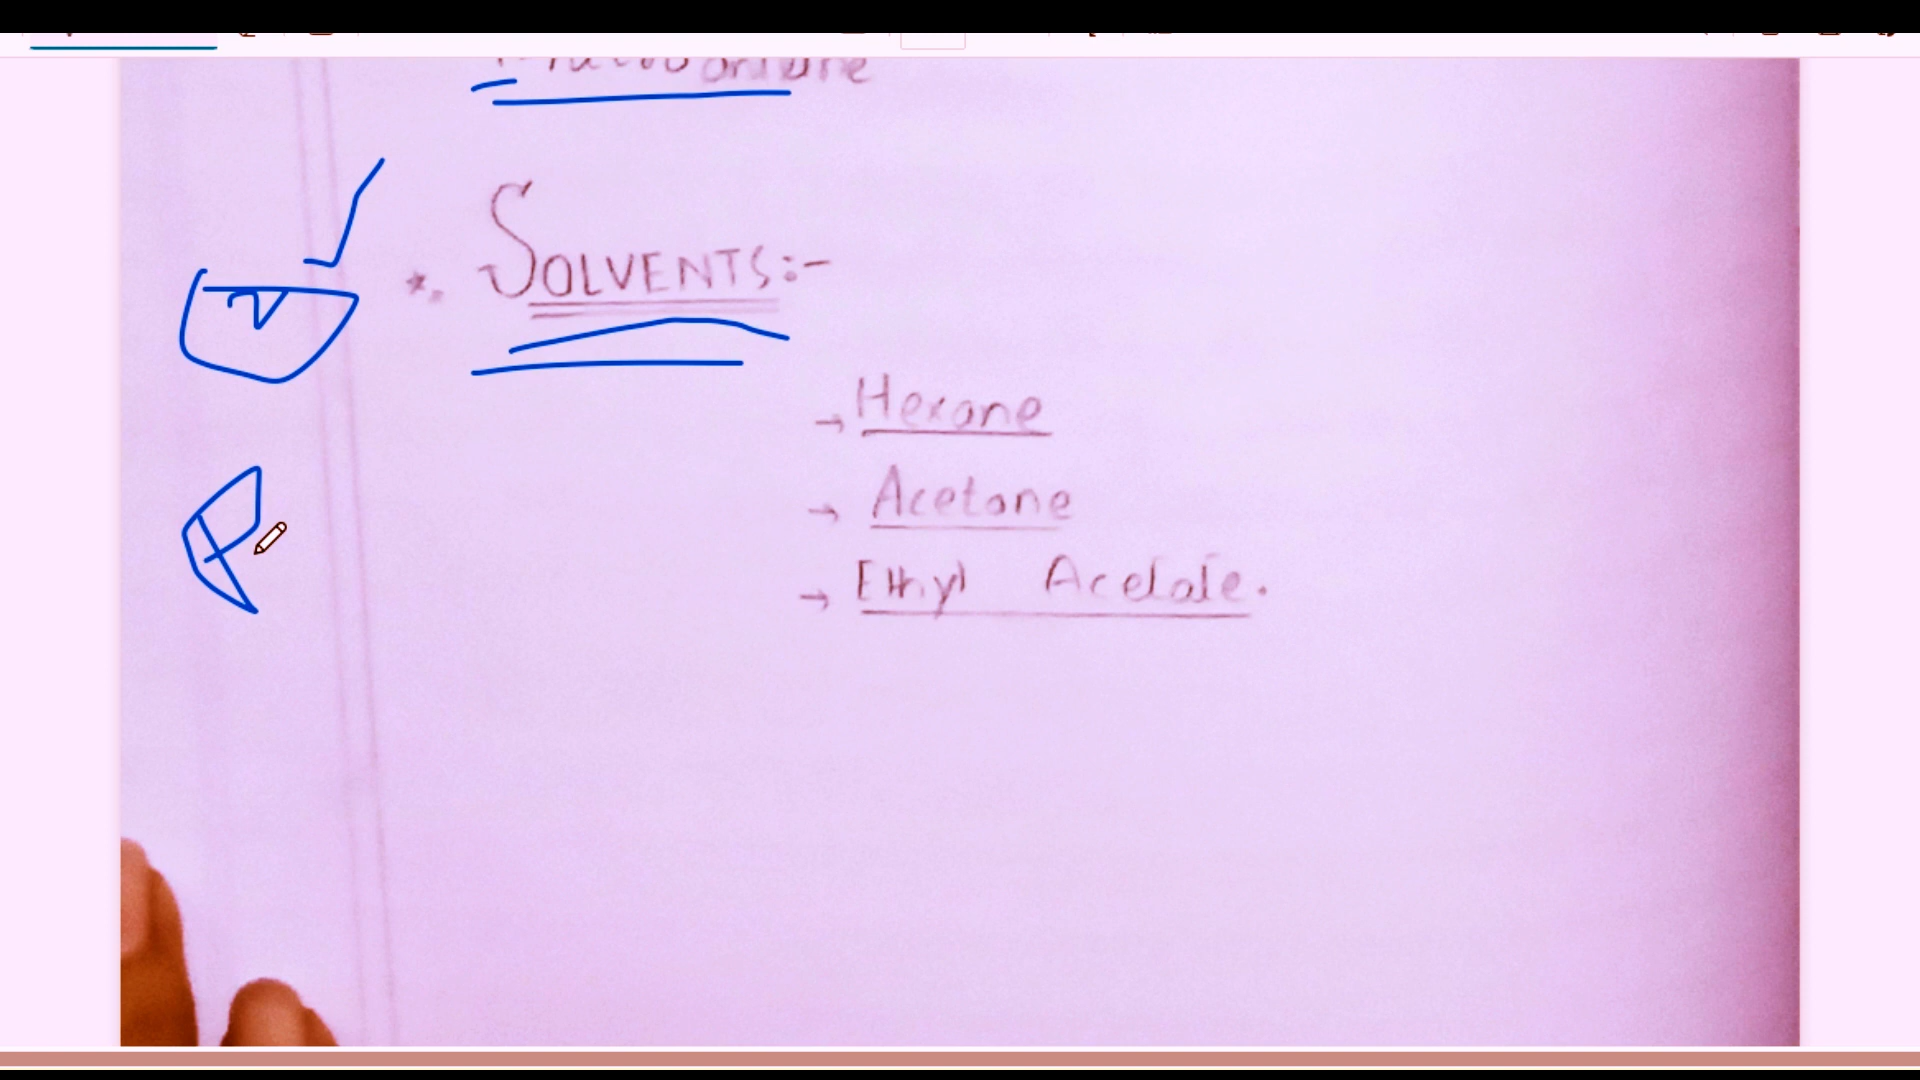 *. SOLVENTS:-
→ Hexane
→ Acetone
→ Ethyl Acetate.